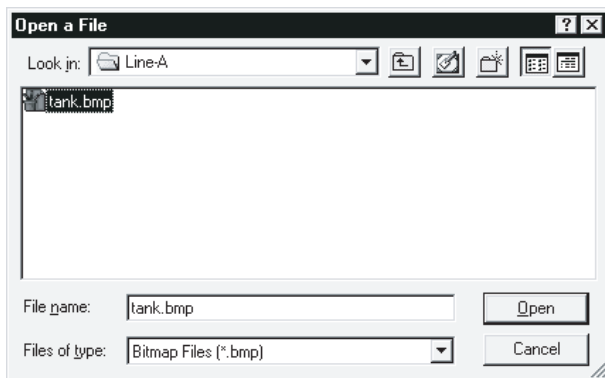 Open a File
Look in: Line-A
tank.bmp
File name: tank.bmp Open
Files of type: Bitmap Files (*.bmp) Cancel